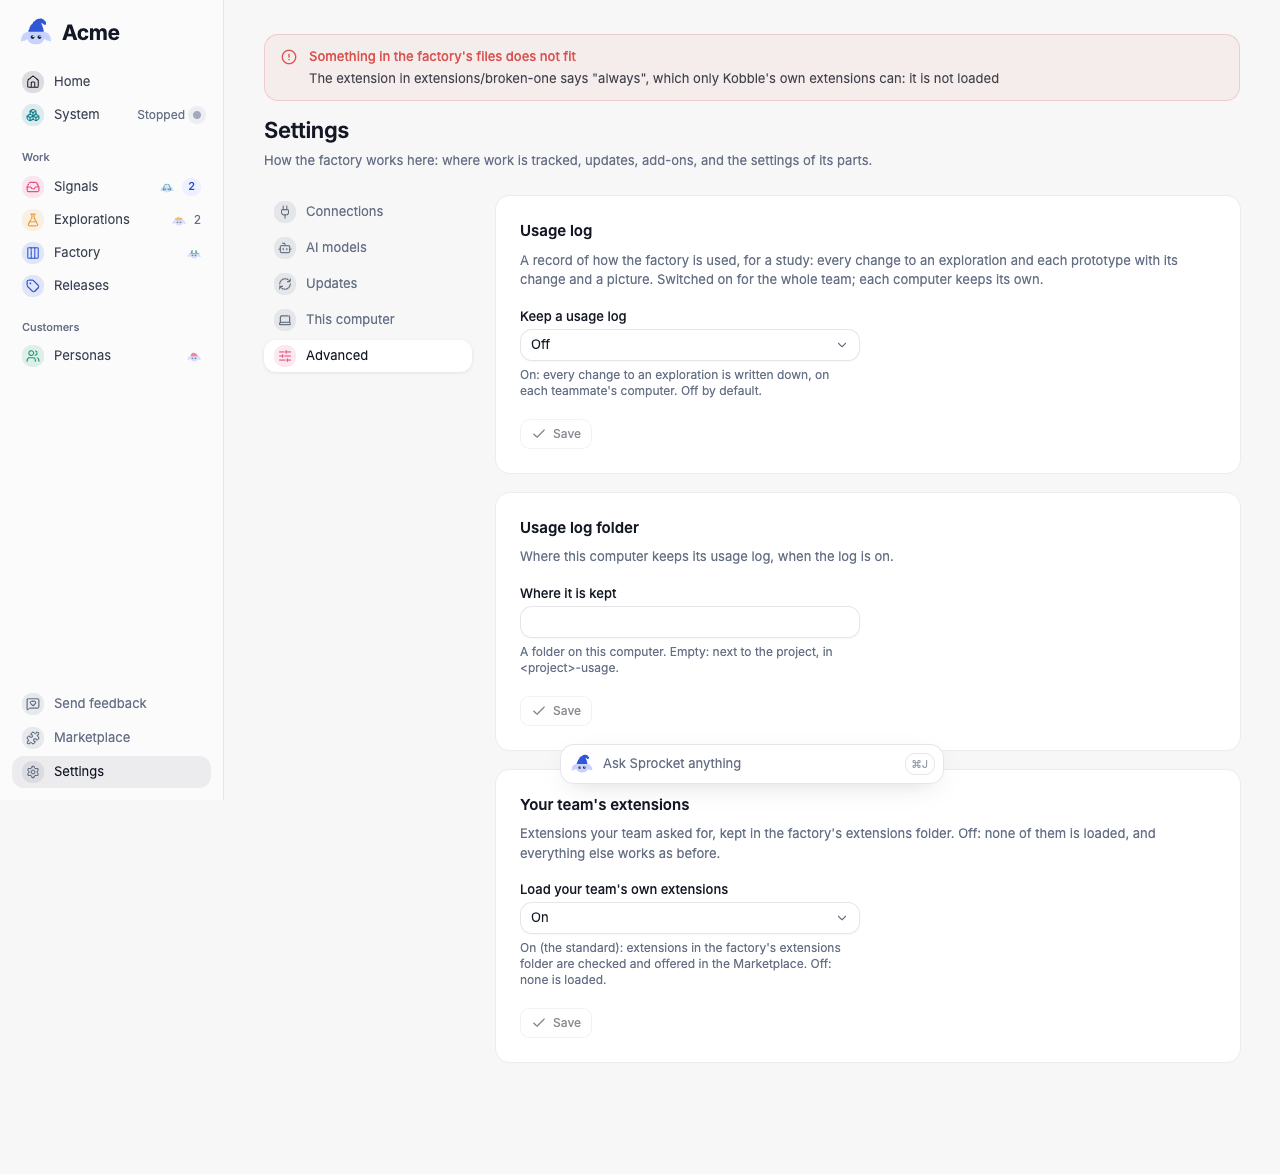 Acme
Home
System
Stopped
Work
Signals
2
Explorations
2
Factory
Releases
Customers
Personas
Send feedback
Marketplace
Settings
Something in the factory's files does not fit
The extension in extensions/broken-one says "always", which only Kobble's own extensions can: it is not loaded
Settings
How the factory works here: where work is tracked, updates, add-ons, and the settings of its parts.
Connections
AI models
Updates
This computer
Advanced
Usage log
A record of how the factory is used, for a study: every change to an exploration and each prototype with its
change and a picture. Switched on for the whole team; each computer keeps its own.
Keep a usage log
Off
On: every change to an exploration is written down, on
each teammate's computer. Off by default.
Save
Usage log folder
Where this computer keeps its usage log, when the log is on.
Where it is kept
A folder on this computer. Empty: next to the project, in
<project>-usage.
Save
Ask Sprocket anything
⌘J
Your team's extensions
Extensions your team asked for, kept in the factory's extensions folder. Off: none of them is loaded, and
everything else works as before.
Load your team's own extensions
On
On (the standard): extensions in the factory's extensions
folder are checked and offered in the Marketplace. Off:
none is loaded.
Save